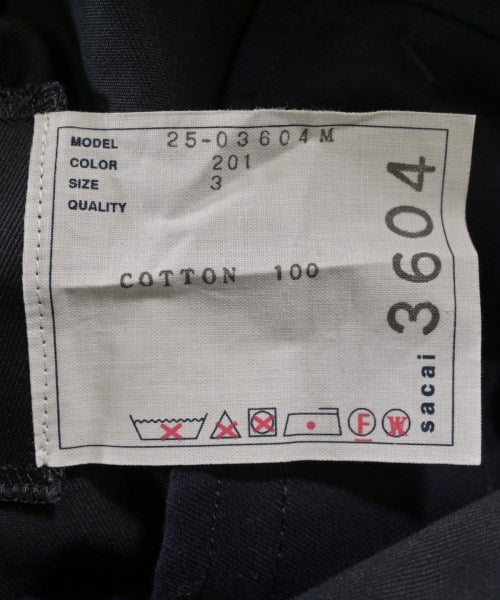 MODEL 25-03604M
COLOR 201
SIZE 3
QUALITY
COTTON 100
F W
sacai 3604